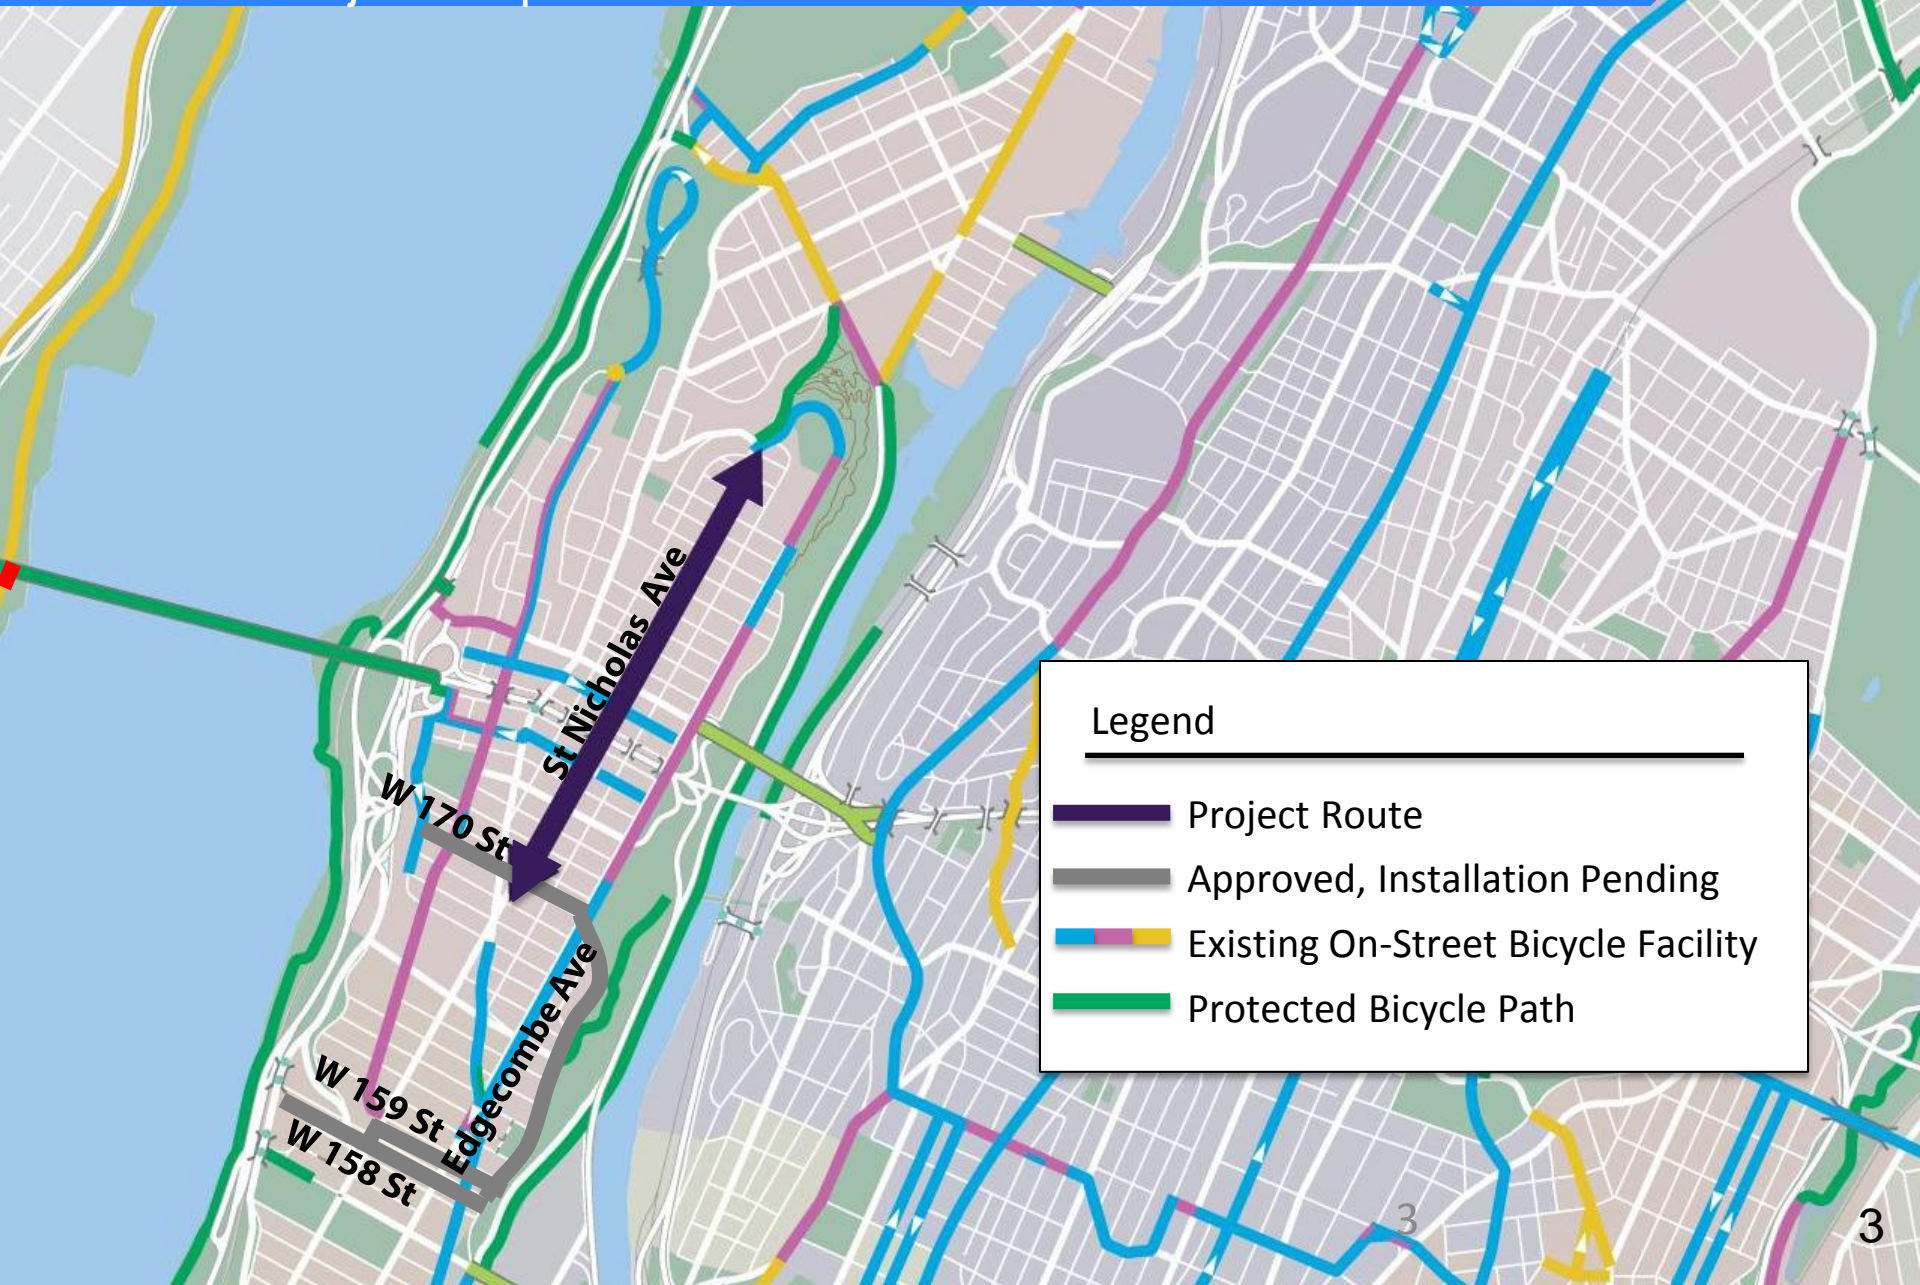 St Nicholas Ave
W 170 St
Edgecombe Ave
W 159 St
W 158 St
Legend
Project Route
Approved, Installation Pending
Existing On-Street Bicycle Facility
Protected Bicycle Path
3
3